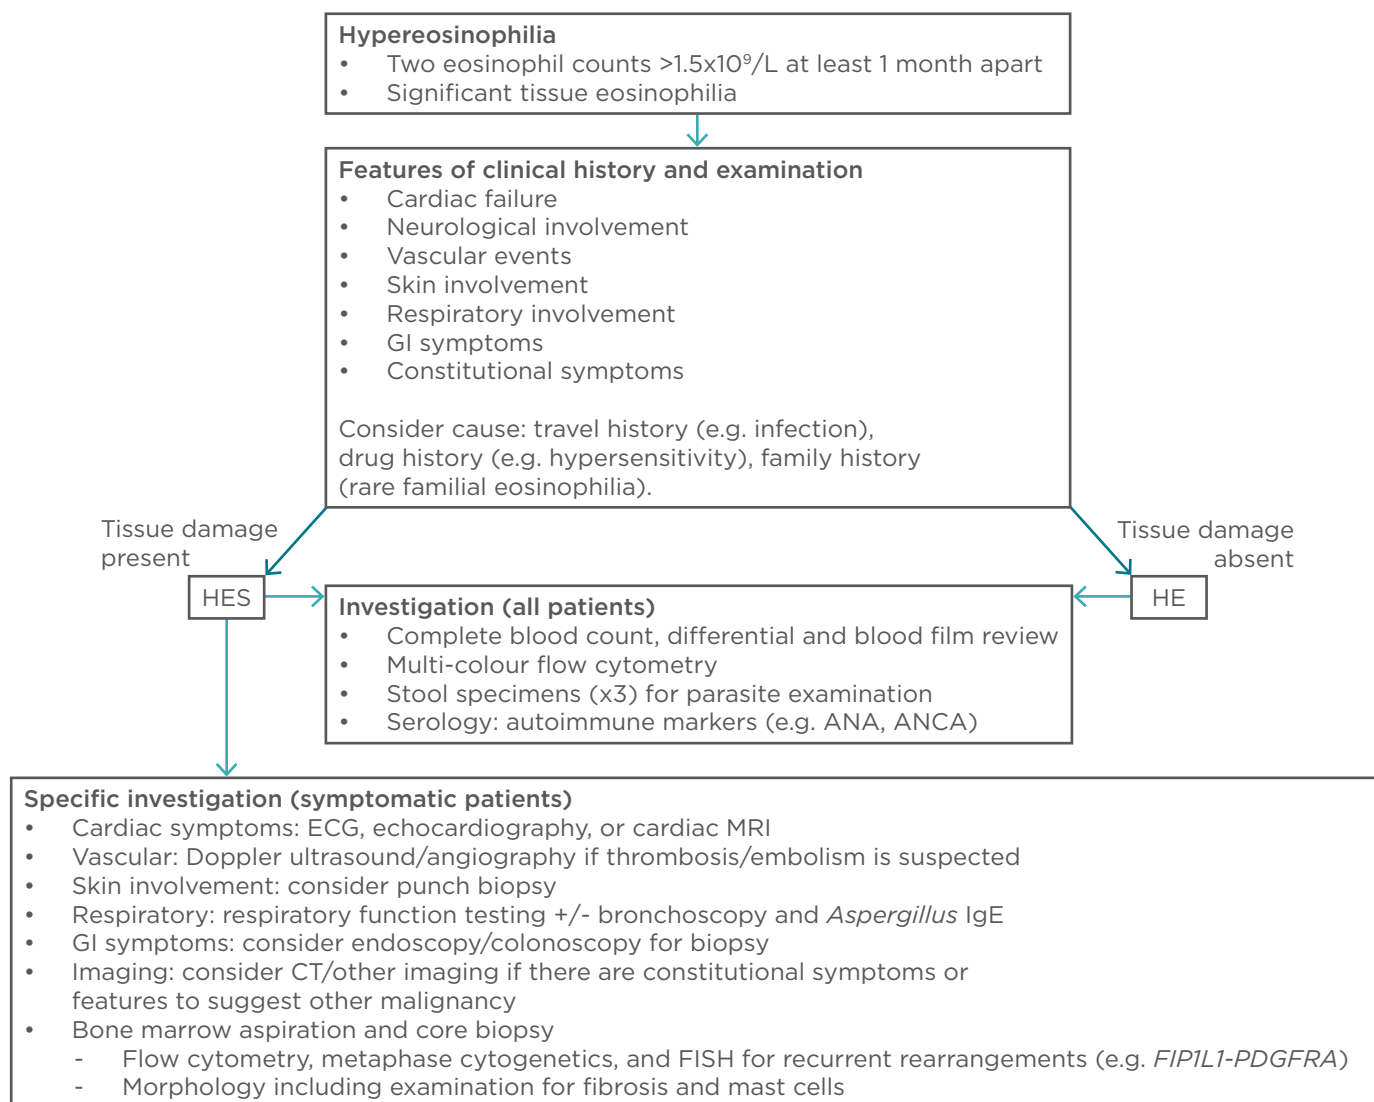 Hypereosinophilia
• Two eosinophil counts >1.5x10⁹/L at least 1 month apart
• Significant tissue eosinophilia
Features of clinical history and examination
• Cardiac failure
• Neurological involvement
• Vascular events
• Skin involvement
• Respiratory involvement
• GI symptoms
• Constitutional symptoms
Consider cause: travel history (e.g. infection),
drug history (e.g. hypersensitivity), family history
(rare familial eosinophilia).
Tissue damage
present
Tissue damage
absent
HES
HE
Investigation (all patients)
• Complete blood count, differential and blood film review
• Multi-colour flow cytometry
• Stool specimens (x3) for parasite examination
• Serology: autoimmune markers (e.g. ANA, ANCA)
Specific investigation (symptomatic patients)
• Cardiac symptoms: ECG, echocardiography, or cardiac MRI
• Vascular: Doppler ultrasound/angiography if thrombosis/embolism is suspected
• Skin involvement: consider punch biopsy
• Respiratory: respiratory function testing +/- bronchoscopy and Aspergillus IgE
• GI symptoms: consider endoscopy/colonoscopy for biopsy
• Imaging: consider CT/other imaging if there are constitutional symptoms or
features to suggest other malignancy
• Bone marrow aspiration and core biopsy
- Flow cytometry, metaphase cytogenetics, and FISH for recurrent rearrangements (e.g. FIP1L1-PDGFRA)
- Morphology including examination for fibrosis and mast cells